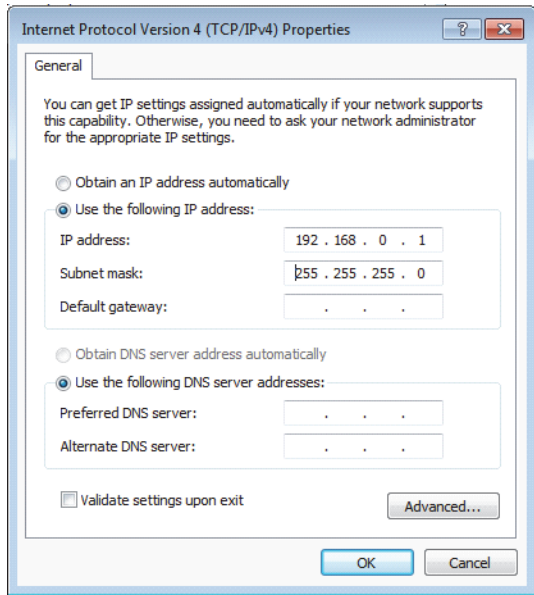 Internet Protocol Version 4 (TCP/IPv4) Properties
General
You can get IP settings assigned automatically if your network supports
this capability. Otherwise, you need to ask your network administrator
for the appropriate IP settings.
Obtain an IP address automatically
Use the following IP address:
IP address: 192 . 168 . 0 . 1
Subnet mask: 255 . 255 . 255 . 0
Default gateway: . . .
Obtain DNS server address automatically
Use the following DNS server addresses:
Preferred DNS server: . . .
Alternate DNS server: . . .
Validate settings upon exit
Advanced...
OK Cancel